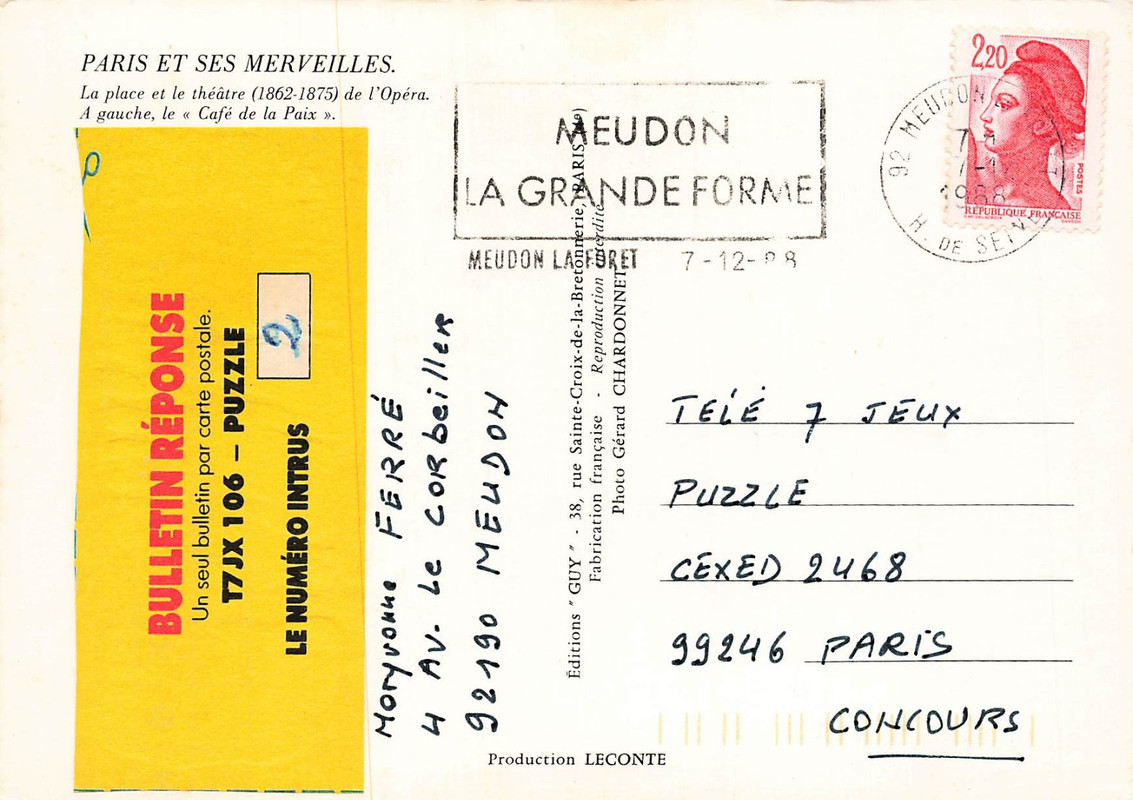 PARIS ET SES MERVEILLES.
La place et le théâtre (1862-1875) de l'Opéra.
A gauche, le « Café de la Paix ».
BULLETIN RÉPONSE
Un seul bulletin par carte postale.
T7JX 106 – PUZZLE
2
LE NUMÉRO INTRUS
Maryvonne FERRÉ
4 AV. Le CORBeiller
92190 MEUDON
MEUDON
LA GRANDE FORME
MEUDON LA FORET 7-12-88
Éditions "GUY" - 38, rue Sainte-Croix-de-la-Bretonnerie, (PARIS
Fabrication française - Reproduction interdite
Photo Gérard CHARDONNET
2,20
POSTES
RÉPUBLIQUE FRANÇAISE
92 MEUDON
1988
H. DE SEINE
TELÉ 7 JEUX
PUZZLE
CEXED 2468
99246 PARIS
CONCOURS
Production LECONTE